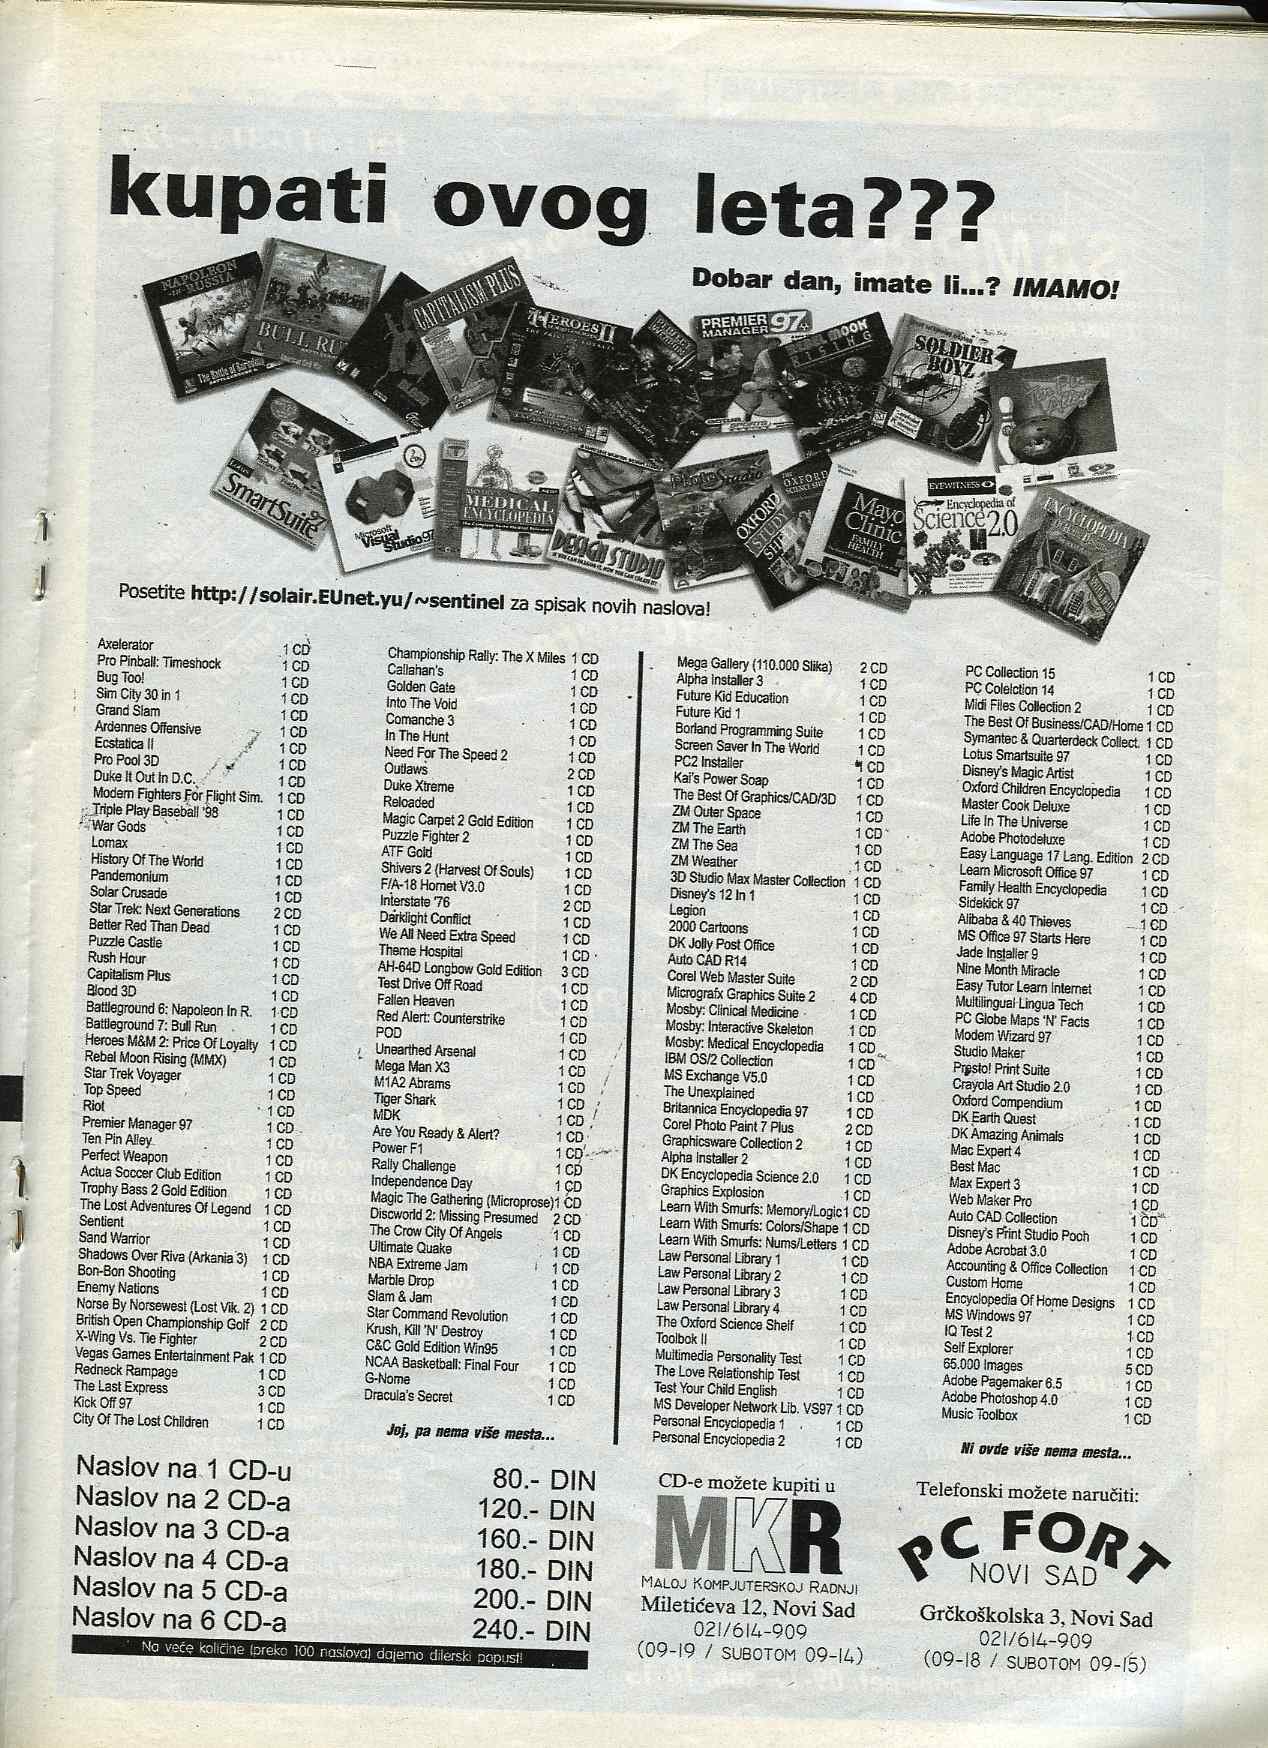 kupati ovog leta???
Dobar dan, imate li...? IMAMO!
NAPOLEON
IN RUSSIA
The Battle of Borodino
BULL RUN
CAPITALISM PLUS
HEROES II
PREMIER
MANAGER 97
MOON
RISING
SOLDIER
BOYZ
SmartSuite
Microsoft
Visual Studio 97
MEDICAL
ENCYCLOPEDIA
DESIGN STUDIO
PhotoStudio
OXFORD
STUDY
SHELF
THE
OXFORD
SCIENCE SHELF
Mayo
Clinic
FAMILY
HEALTH
EYEWITNESS
Encyclopedia of
Science 2.0
ENCYCLOPEDIA
Posetite http://solair.EUnet.yu/~sentinel za spisak novih naslova!
Axelerator 1 CD
Pro Pinball: Timeshock 1 CD
Bug Too! 1 CD
Sim City 30 in 1 1 CD
Grand Slam 1 CD
Ardennes Offensive 1 CD
Ecstatica II 1 CD
Pro Pool 3D 1 CD
Duke It Out In D.C. 1 CD
Modern Fighters For Flight Sim. 1 CD
Triple Play Baseball '98 1 CD
War Gods 1 CD
Lomax 1 CD
History Of The World 1 CD
Pandemonium 1 CD
Solar Crusade 1 CD
Star Trek: Next Generations 2 CD
Better Red Than Dead 1 CD
Puzzle Castle 1 CD
Rush Hour 1 CD
Capitalism Plus 1 CD
Blood 3D 1 CD
Battleground 6: Napoleon In R. 1 CD
Battleground 7: Bull Run 1 CD
Heroes M&M 2: Price Of Loyalty 1 CD
Rebel Moon Rising (MMX) 1 CD
Star Trek Voyager 1 CD
Top Speed 1 CD
Riot 1 CD
Premier Manager 97 1 CD
Ten Pin Alley 1 CD
Perfect Weapon 1 CD
Actua Soccer Club Edition 1 CD
Trophy Bass 2 Gold Edition 1 CD
The Lost Adventures Of Legend 1 CD
Sentient 1 CD
Sand Warrior 1 CD
Shadows Over Riva (Arkania 3) 1 CD
Bon-Bon Shooting 1 CD
Enemy Nations 1 CD
Norse By Norsewest (Lost Vik. 2) 1 CD
British Open Championship Golf 2 CD
X-Wing Vs. Tie Fighter 2 CD
Vegas Games Entertainment Pak 1 CD
Redneck Rampage 1 CD
The Last Express 3 CD
Kick Off 97 1 CD
City Of The Lost Children 1 CD
Championship Rally: The X Miles 1 CD
Callahan's 1 CD
Golden Gate 1 CD
Into The Void 1 CD
Comanche 3 1 CD
In The Hunt 1 CD
Need For The Speed 2 1 CD
Outlaws 2 CD
Duke Xtreme 1 CD
Reloaded 1 CD
Magic Carpet 2 Gold Edition 1 CD
Puzzle Fighter 2 1 CD
ATF Gold 1 CD
Shivers 2 (Harvest Of Souls) 1 CD
F/A-18 Hornet V3.0 1 CD
Interstate '76 2 CD
Darklight Conflict 1 CD
We All Need Extra Speed 1 CD
Theme Hospital 1 CD
AH-64D Longbow Gold Edition 3 CD
Test Drive Off Road 1 CD
Fallen Heaven 1 CD
Red Alert: Counterstrike 1 CD
POD 1 CD
Unearthed Arsenal 1 CD
Mega Man X3 1 CD
M1A2 Abrams 1 CD
Tiger Shark 1 CD
MDK 1 CD
Are You Ready & Alert? 1 CD
Power F1 1 CD
Rally Challenge 1 CD
Independence Day 1 CD
Magic The Gathering (Microprose) 1 CD
Discworld 2: Missing Presumed 2 CD
The Crow City Of Angels 1 CD
Ultimate Quake 1 CD
NBA Extreme Jam 1 CD
Marble Drop 1 CD
Slam & Jam 1 CD
Star Command Revolution 1 CD
Krush, Kill 'N' Destroy 1 CD
C&C Gold Edition Win95 1 CD
NCAA Basketball: Final Four 1 CD
G-Nome 1 CD
Dracula's Secret 1 CD
Joj, pa nema više mesta...
Mega Gallery (110.000 Slika) 2 CD
Alpha Installer 3 1 CD
Future Kid Education 1 CD
Future Kid 1 1 CD
Borland Programming Suite 1 CD
Screen Saver In The World 1 CD
PC2 Installer 1 CD
Kai's Power Soap 1 CD
The Best Of Graphics/CAD/3D 1 CD
ZM Outer Space 1 CD
ZM The Earth 1 CD
ZM The Sea 1 CD
ZM Weather 1 CD
3D Studio Max Master Collection 1 CD
Disney's 12 In 1 1 CD
Legion 1 CD
2000 Cartoons 1 CD
DK Jolly Post Office 1 CD
Auto CAD R14 1 CD
Corel Web Master Suite 2 CD
Micrografx Graphics Suite 2 4 CD
Mosby: Clinical Medicine 1 CD
Mosby: Interactive Skeleton 1 CD
Mosby: Medical Encyclopedia 1 CD
IBM OS/2 Collection 1 CD
MS Exchange V5.0 1 CD
The Unexplained 1 CD
Britannica Encyclopedia 97 1 CD
Corel Photo Paint 7 Plus 2 CD
Graphicsware Collection 2 1 CD
Alpha Installer 2 1 CD
DK Encyclopedia Science 2.0 1 CD
Graphics Explosion 1 CD
Learn With Smurfs: Memory/Logic 1 CD
Learn With Smurfs: Colors/Shape 1 CD
Learn With Smurfs: Nums/Letters 1 CD
Law Personal Library 1 1 CD
Law Personal Library 2 1 CD
Law Personal Library 3 1 CD
Law Personal Library 4 1 CD
The Oxford Science Shelf 1 CD
Toolbok II 1 CD
Multimedia Personality Test 1 CD
The Love Relationship Test 1 CD
Test Your Child English 1 CD
MS Developer Network Lib. VS97 1 CD
Personal Encyclopedia 1 1 CD
Personal Encyclopedia 2 1 CD
PC Collection 15 1 CD
PC Colelction 14 1 CD
Midi Files Collection 2 1 CD
The Best Of Business/CAD/Home 1 CD
Symantec & Quarterdeck Collect. 1 CD
Lotus Smartsuite 97 1 CD
Disney's Magic Artist 1 CD
Oxford Children Encyclopedia 1 CD
Master Cook Deluxe 1 CD
Life In The Universe 1 CD
Adobe Photodeluxe 1 CD
Easy Language 17 Lang. Edition 2 CD
Learn Microsoft Office 97 1 CD
Family Health Encyclopedia 1 CD
Sidekick 97 1 CD
Alibaba & 40 Thieves 1 CD
MS Office 97 Starts Here 1 CD
Jade Installer 9 1 CD
Nine Month Miracle 1 CD
Easy Tutor Learn Internet 1 CD
Multilingual Lingua Tech 1 CD
PC Globe Maps 'N' Facts 1 CD
Modem Wizard 97 1 CD
Studio Maker 1 CD
Presto! Print Suite 1 CD
Crayola Art Studio 2.0 1 CD
Oxford Compendium 1 CD
DK Earth Quest 1 CD
DK Amazing Animals 1 CD
Mac Expert 4 1 CD
Best Mac 1 CD
Max Expert 3 1 CD
Web Maker Pro 1 CD
Auto CAD Collection 1 CD
Disney's Print Studio Pooh 1 CD
Adobe Acrobat 3.0 1 CD
Accounting & Office Collection 1 CD
Custom Home 1 CD
Encyclopedia Of Home Designs 1 CD
MS Windows 97 1 CD
IQ Test 2 1 CD
Self Explorer 1 CD
65.000 Images 5 CD
Adobe Pagemaker 6.5 1 CD
Adobe Photoshop 4.0 1 CD
Music Toolbox 1 CD
Ni ovde više nema mesta...
Naslov na 1 CD-u 80.- DIN
Naslov na 2 CD-a 120.- DIN
Naslov na 3 CD-a 160.- DIN
Naslov na 4 CD-a 180.- DIN
Naslov na 5 CD-a 200.- DIN
Naslov na 6 CD-a 240.- DIN
Na veće količine (preko 100 naslova) dajemo dilerski popust!
CD-e možete kupiti u
MKR
MALOJ KOMPJUTERSKOJ RADNJI
Miletićeva 12, Novi Sad
021/614-909
(09-19 / SUBOTOM 09-14)
Telefonski možete naručiti:
PC FORT
NOVI SAD
Grčkoškolska 3, Novi Sad
021/614-909
(09-18 / SUBOTOM 09-15)